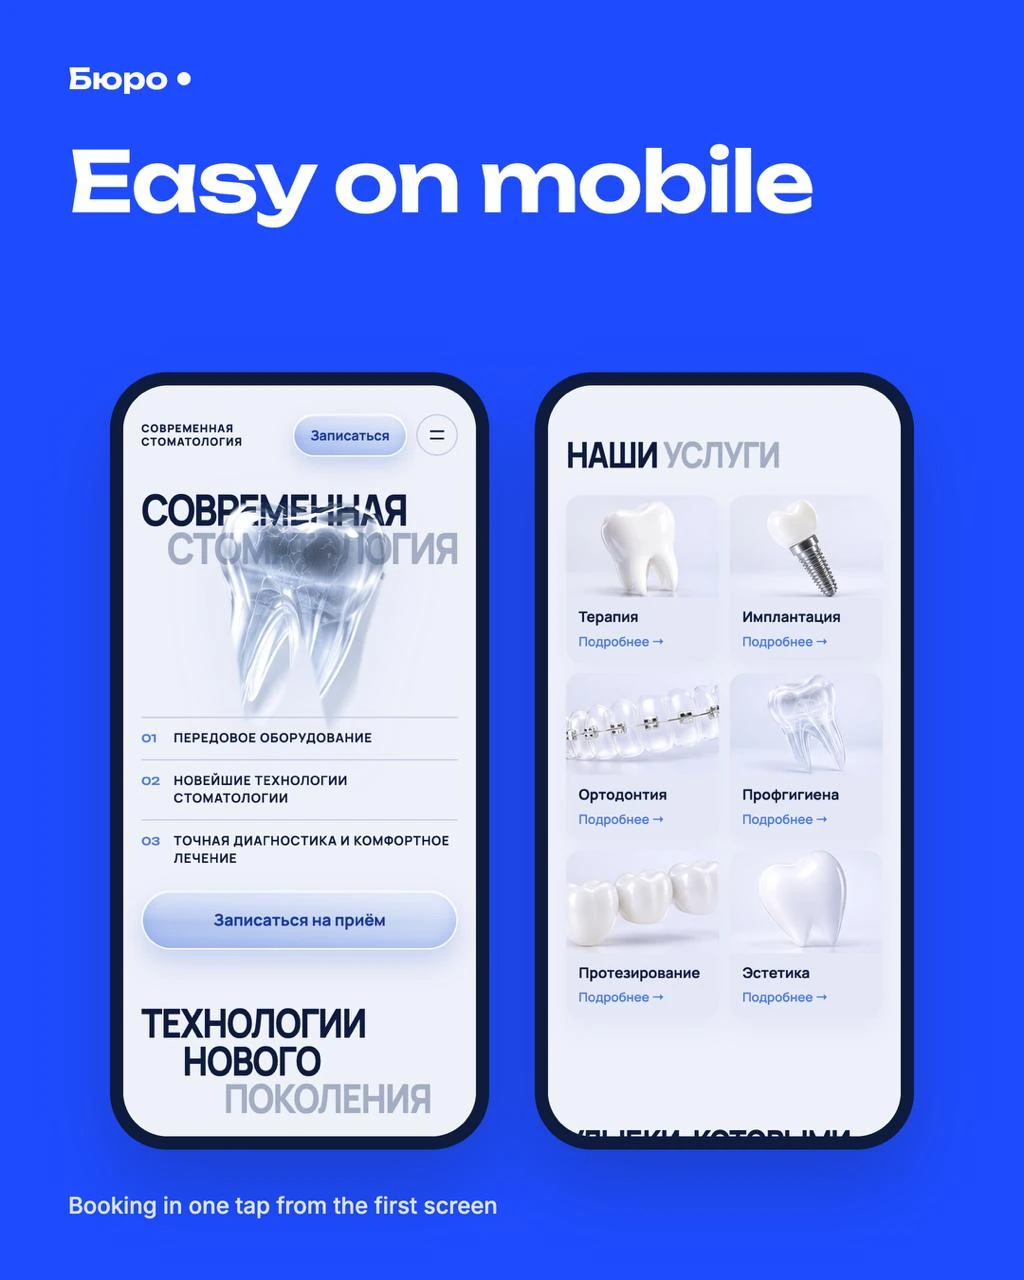 Бюро
Easy on mobile
СОВРЕМЕННАЯ
СТОМАТОЛОГИЯ
Записаться
СОВРЕМЕННАЯ
СТОМАТОЛОГИЯ
01 ПЕРЕДОВОЕ ОБОРУДОВАНИЕ
02 НОВЕЙШИЕ ТЕХНОЛОГИИ
СТОМАТОЛОГИИ
03 ТОЧНАЯ ДИАГНОСТИКА И КОМФОРТНОЕ
ЛЕЧЕНИЕ
Записаться на приём
ТЕХНОЛОГИИ
НОВОГО
ПОКОЛЕНИЯ
НАШИ УСЛУГИ
Терапия
Подробнее →
Имплантация
Подробнее →
Ортодонтия
Подробнее →
Профгигиена
Подробнее →
Протезирование
Подробнее →
Эстетика
Подробнее →
Booking in one tap from the first screen